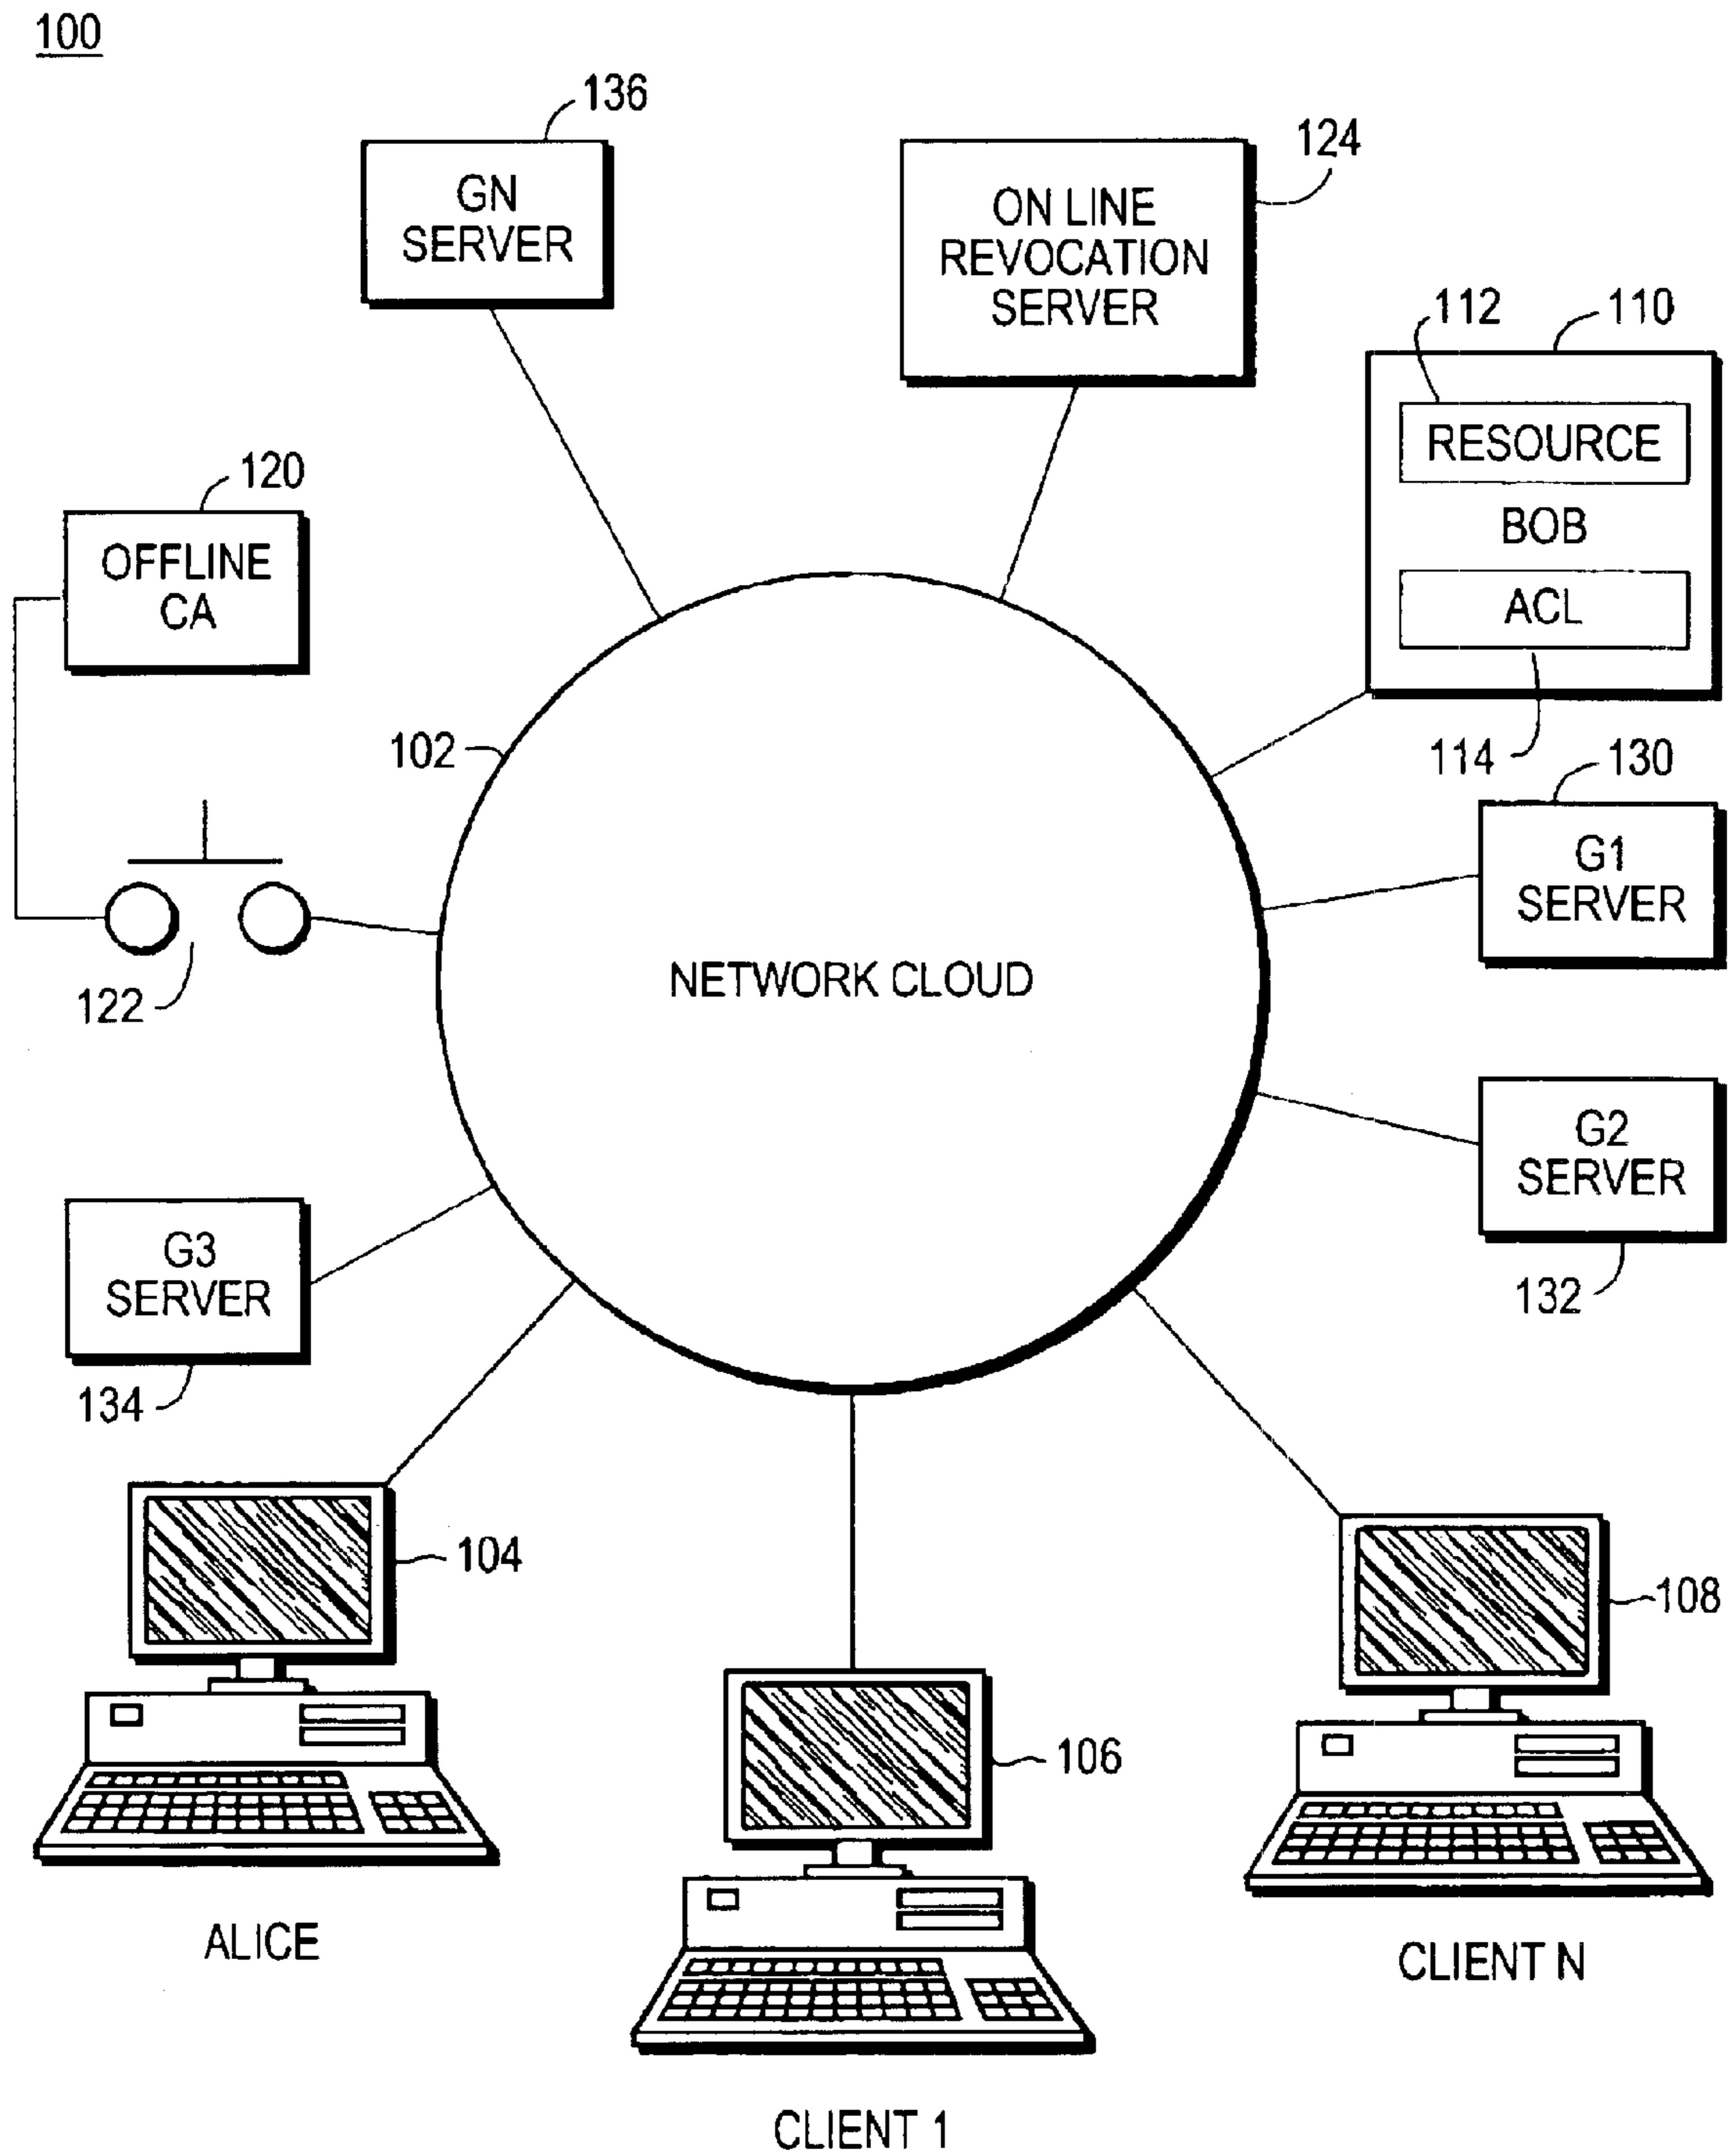 100
136
GN
SERVER
124
ON LINE
REVOCATION
SERVER
112
110
RESOURCE
BOB
ACL
114
120
OFFLINE
CA
102
122
130
G1
SERVER
NETWORK CLOUD
G2
SERVER
132
G3
SERVER
134
104
ALICE
106
CLIENT 1
108
CLIENT N